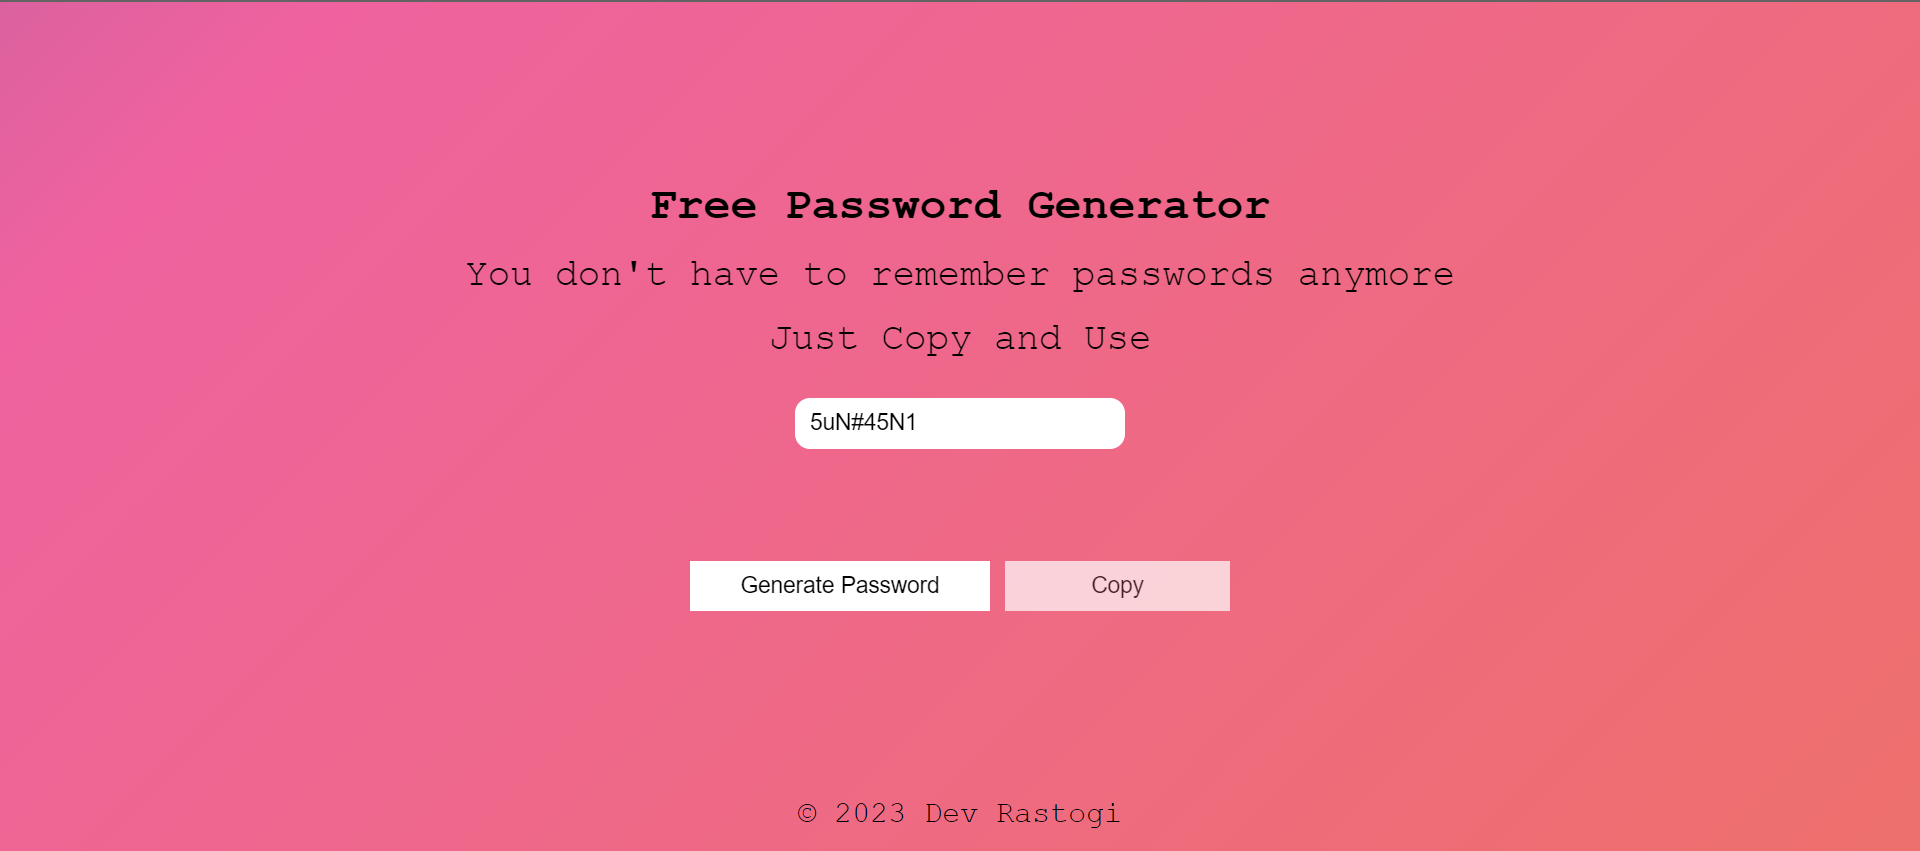 Free Password Generator
You don't have to remember passwords anymore
Just Copy and Use
5uN#45N1
Generate Password
Copy
© 2023 Dev Rastogi